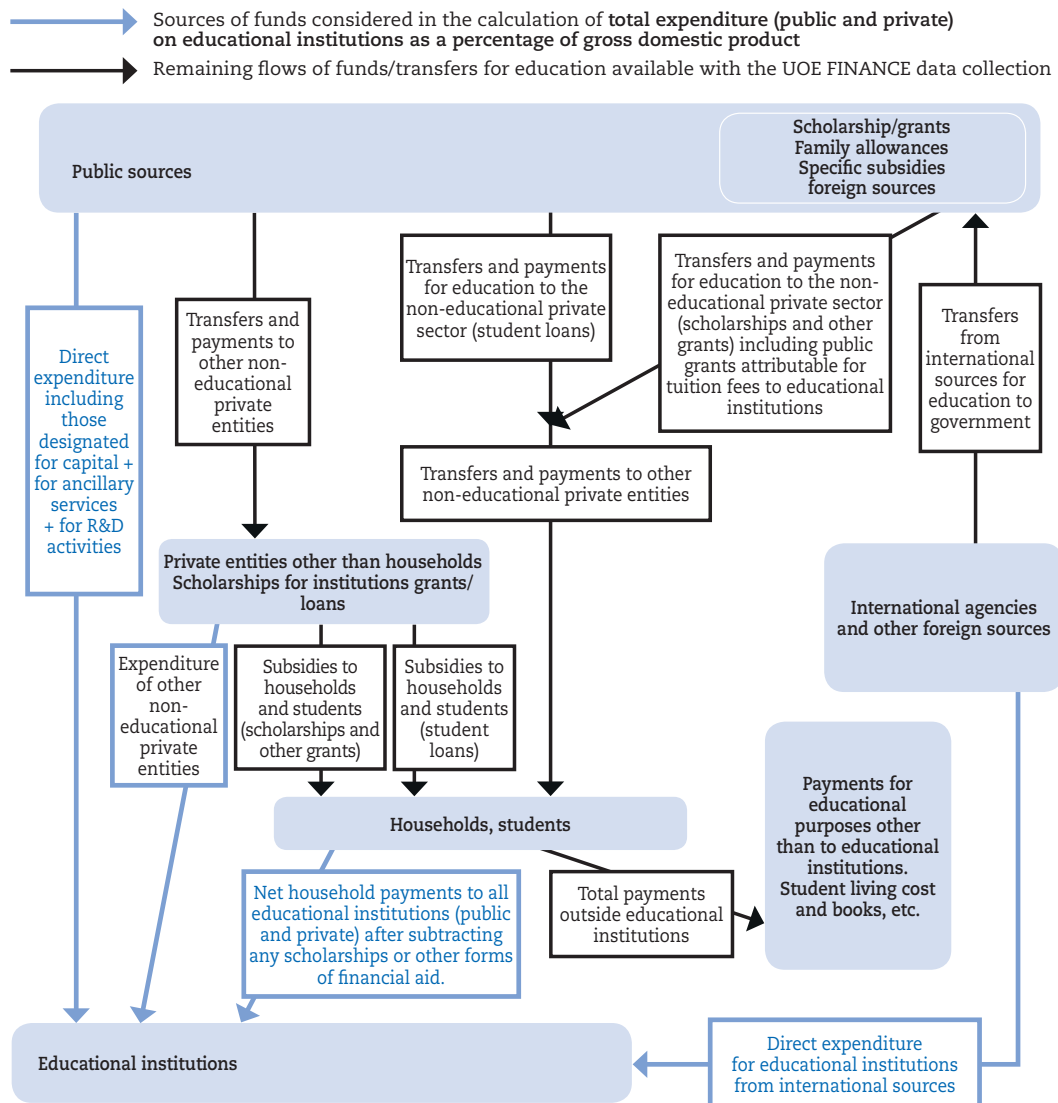 Sources of funds considered in the calculation of total expenditure (public and private)
on educational institutions as a percentage of gross domestic product
Remaining flows of funds/transfers for education available with the UOE FINANCE data collection
Public sources
Scholarship/grants
Family allowances
Specific subsidies
foreign sources
Direct
expenditure
including
those
designated
for capital +
for ancillary
services
+ for R&D
activities
Transfers and
payments to
other non-
educational
private
entities
Transfers and payments
for education to the
non-educational private
sector (student loans)
Transfers and payments
for education to the non-
educational private sector
(scholarships and other
grants) including public
grants attributable for
tuition fees to educational
institutions
Transfers
from
international
sources for
education to
government
Transfers and payments to other
non-educational private entities
Private entities other than households
Scholarships for institutions grants/
loans
International agencies
and other foreign sources
Expenditure
of other
non-
educational
private
entities
Subsidies to
households
and students
(scholarships and
other grants)
Subsidies to
households
and students
(student
loans)
Households, students
Payments for
educational
purposes other
than to educational
institutions.
Student living cost
and books, etc.
Net household payments to all
educational institutions (public
and private) after subtracting
any scholarships or other forms
of financial aid.
Total payments
outside educational
institutions
Educational institutions
Direct expenditure
for educational institutions
from international sources